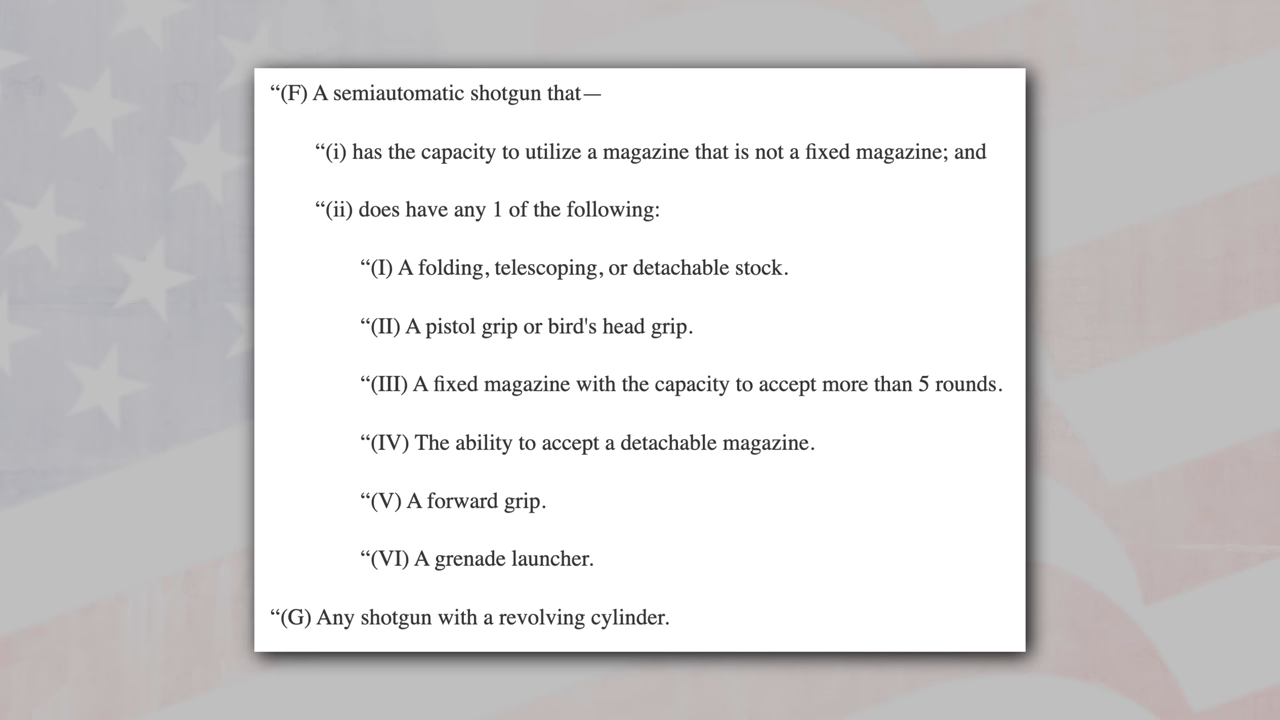 “(F) A semiautomatic shotgun that—
“(i) has the capacity to utilize a magazine that is not a fixed magazine; and
“(ii) does have any 1 of the following:
“(I) A folding, telescoping, or detachable stock.
“(II) A pistol grip or bird's head grip.
“(III) A fixed magazine with the capacity to accept more than 5 rounds.
“(IV) The ability to accept a detachable magazine.
“(V) A forward grip.
“(VI) A grenade launcher.
“(G) Any shotgun with a revolving cylinder.